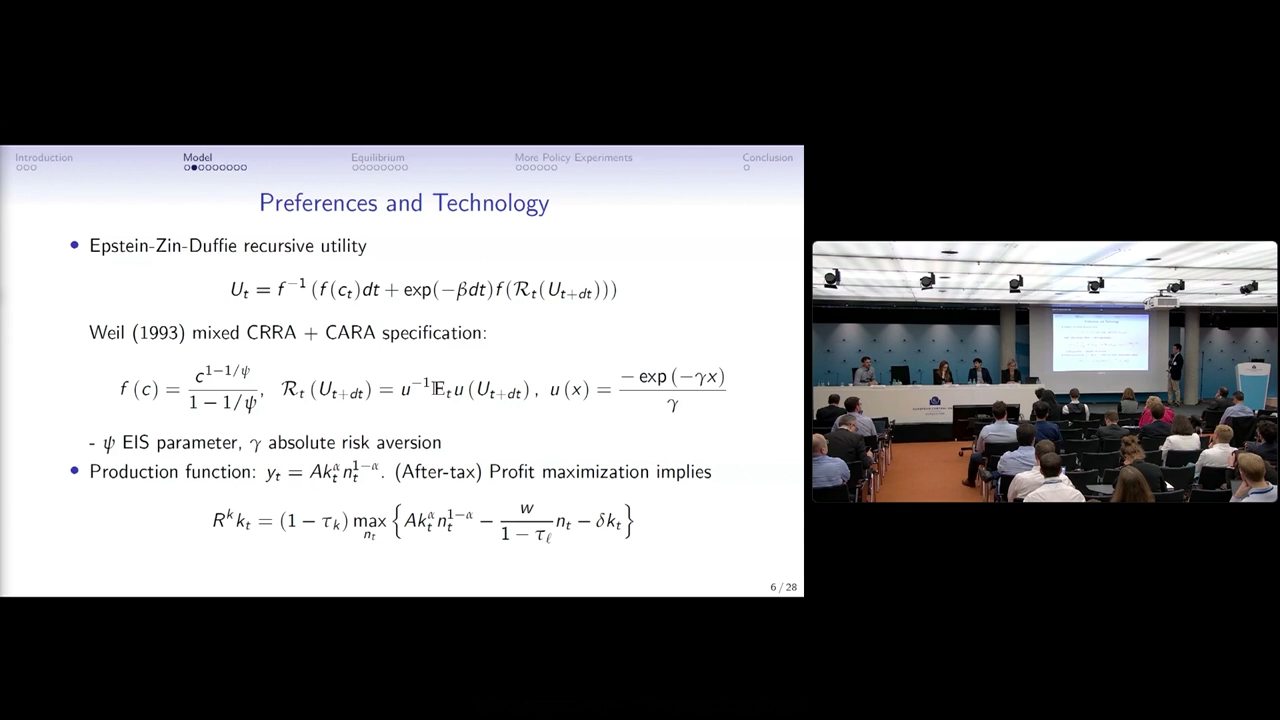 Introduction
Model
Equilibrium
More Policy Experiments
Conclusion
Preferences and Technology
• Epstein-Zin-Duffie recursive utility
U_t = f^{-1} (f(c_t)dt + exp(−βdt)f(ℛ_t(U_{t+dt})))
Weil (1993) mixed CRRA + CARA specification:
f (c) = \frac{c^{1−1/ψ}}{1 − 1/ψ}, ℛ_t (U_{t+dt}) = u^{-1}𝔼_t u (U_{t+dt}) , u (x) = \frac{− exp (−γx)}{γ}
- ψ EIS parameter, γ absolute risk aversion
• Production function: y_t = Ak_t^α n_t^{1−α}. (After-tax) Profit maximization implies
R^k k_t = (1 − τ_k) max_{n_t} { Ak_t^α n_t^{1−α} − \frac{w}{1 − τ_ℓ} n_t − δk_t }
6 / 28